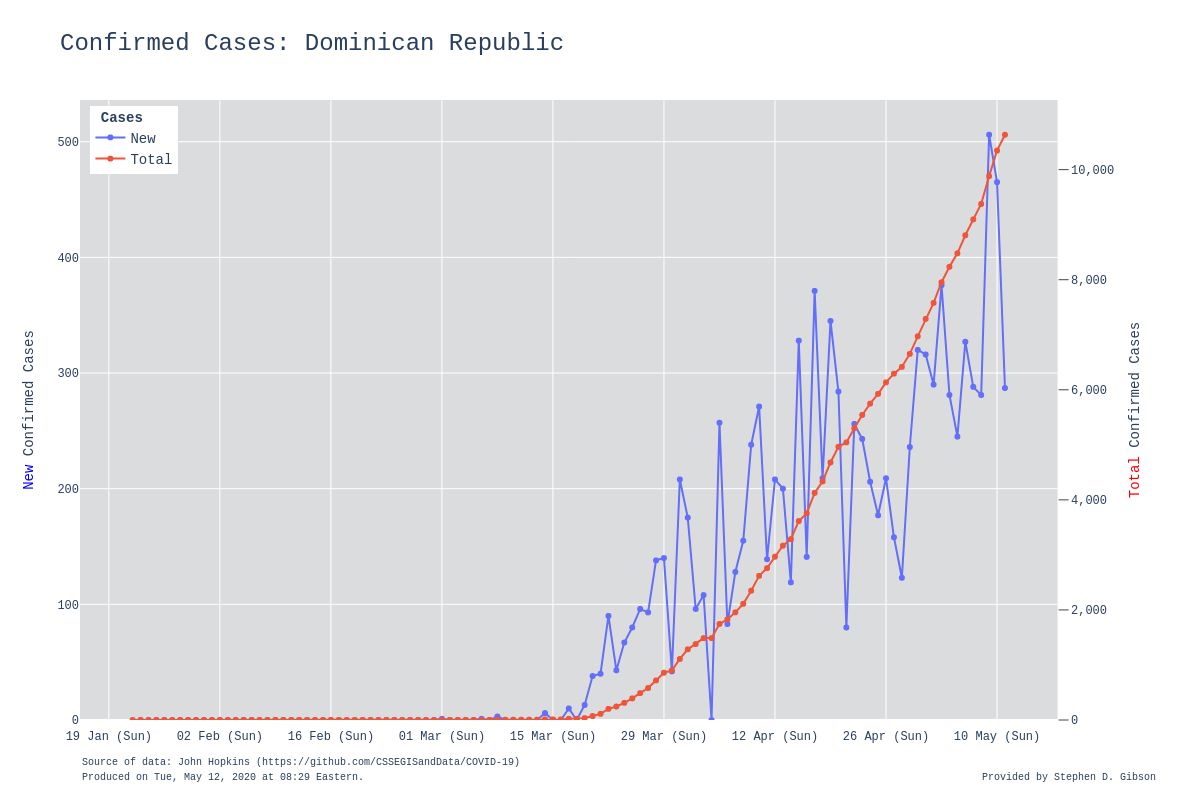 Confirmed Cases: Dominican Republic
Cases
New
Total
500
400
300
200
100
0
10,000
8,000
6,000
4,000
2,000
0
New Confirmed Cases
Total Confirmed Cases
19 Jan (Sun)
02 Feb (Sun)
16 Feb (Sun)
01 Mar (Sun)
15 Mar (Sun)
29 Mar (Sun)
12 Apr (Sun)
26 Apr (Sun)
10 May (Sun)
Source of data: John Hopkins (https://github.com/CSSEGISandData/COVID-19)
Produced on Tue, May 12, 2020 at 08:29 Eastern.
Provided by Stephen D. Gibson